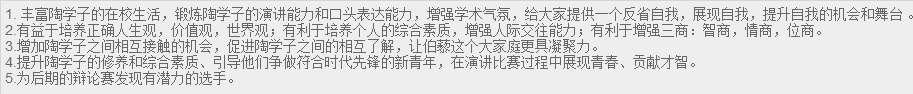 1. 丰富陶学子的在校生活，锻炼陶学子的演讲能力和口头表达能力，增强学术气氛，给大家提供一个反省自我，展现自我，提升自我的机会和舞台 。
2.有益于培养正确人生观，价值观，世界观；有利于培养个人的综合素质，增强人际交往能力；有利于增强三商：智商，情商，位商。
3.增加陶学子之间相互接触的机会，促进陶学子之间的相互了解，让伯藜这个大家庭更具凝聚力。
4.提升陶学子的修养和综合素质、引导他们争做符合时代先锋的新青年，在演讲比赛过程中展现青春、贡献才智。
5.为后期的辩论赛发现有潜力的选手。